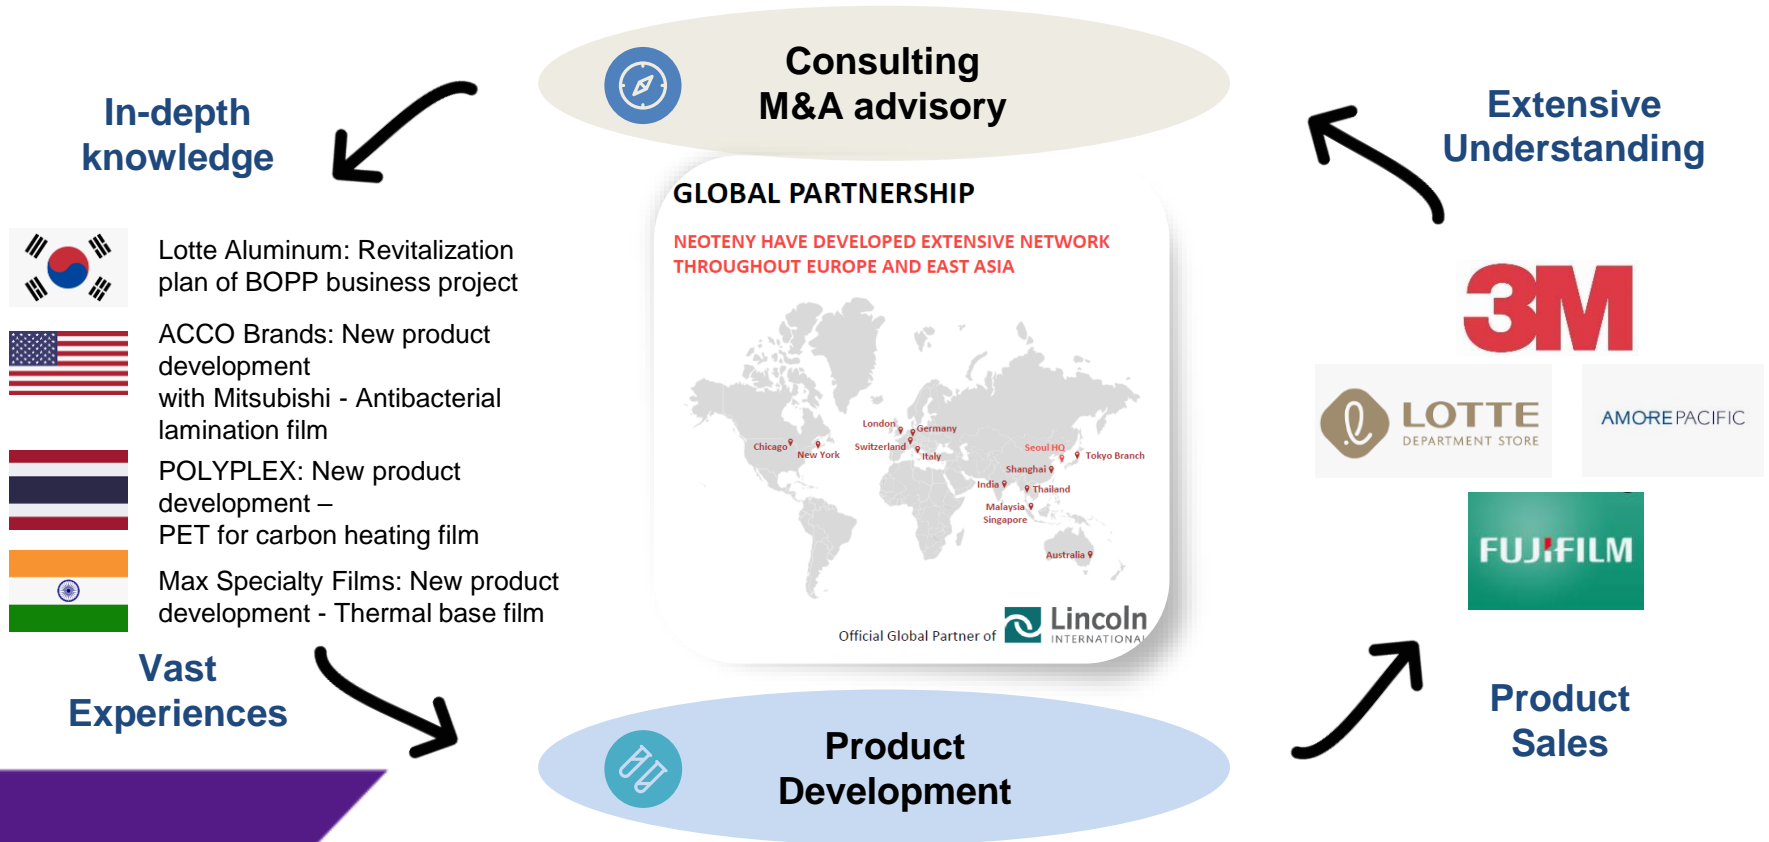 Consulting
M&A advisory
In-depth
knowledge
Extensive
Understanding
GLOBAL PARTNERSHIP
NEOTENY HAVE DEVELOPED EXTENSIVE NETWORK
THROUGHOUT EUROPE AND EAST ASIA
Lotte Aluminum: Revitalization
plan of BOPP business project
ACCO Brands: New product
development
with Mitsubishi - Antibacterial
lamination film
POLYPLEX: New product
development –
PET for carbon heating film
Max Specialty Films: New product
development - Thermal base film
London
Germany
Chicago
New York
Switzerland
Italy
Seoul HQ
Tokyo Branch
Shanghai
India
Thailand
Malaysia
Singapore
Australia
Official Global Partner of
Lincoln
INTERNATIONAL
3M
LOTTE
DEPARTMENT STORE
AMOREPACIFIC
FUJIFILM
Vast
Experiences
Product
Sales
Product
Development